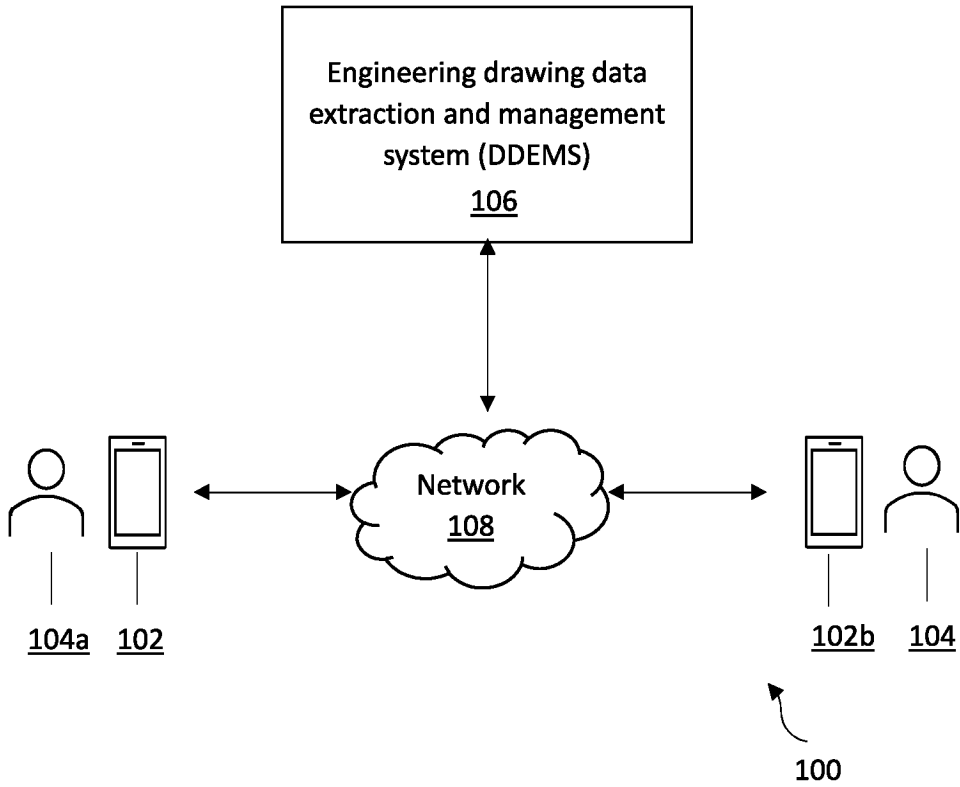 Engineering drawing data
extraction and management
system (DDEMS)
106
Network
108
104a 102 102b 104
100